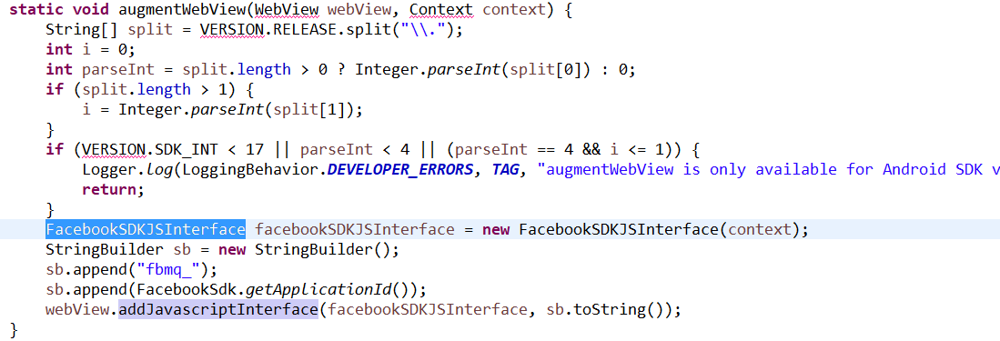 static void augmentWebView(WebView webView, Context context) {
    String[] split = VERSION.RELEASE.split("\\.");
    int i = 0;
    int parseInt = split.length > 0 ? Integer.parseInt(split[0]) : 0;
    if (split.length > 1) {
        i = Integer.parseInt(split[1]);
    }
    if (VERSION.SDK_INT < 17 || parseInt < 4 || (parseInt == 4 && i <= 1)) {
        Logger.log(LoggingBehavior.DEVELOPER_ERRORS, TAG, "augmentWebView is only available for Android SDK v
        return;
    }
    FacebookSDKJSInterface facebookSDKJSInterface = new FacebookSDKJSInterface(context);
    StringBuilder sb = new StringBuilder();
    sb.append("fbmq_");
    sb.append(FacebookSdk.getApplicationId());
    webView.addJavascriptInterface(facebookSDKJSInterface, sb.toString());
}